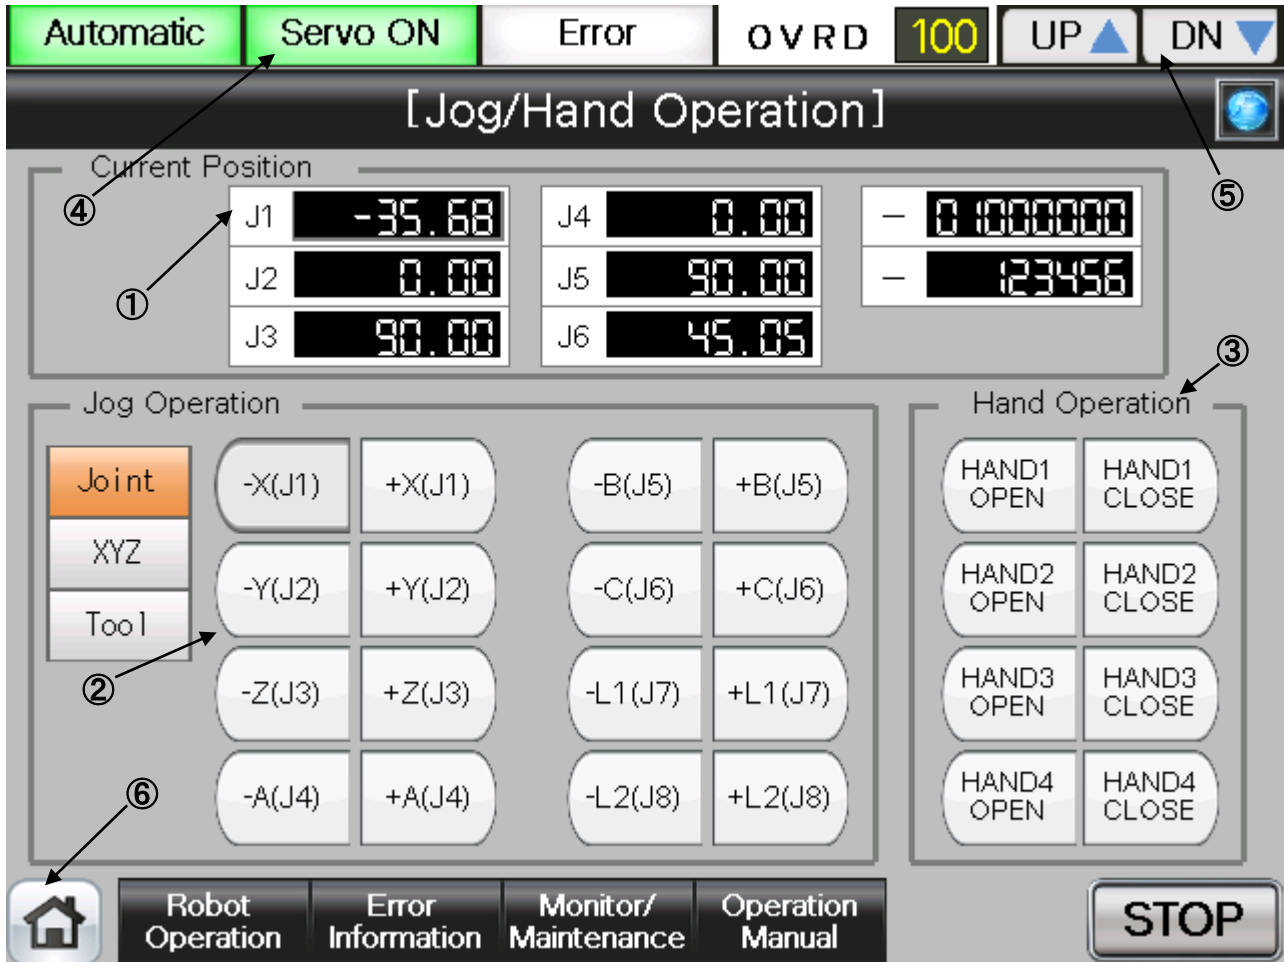 Automatic Servo ON Error OVRD 100 UP DN
[Jog/Hand Operation]
Current Position
④ ⑤
J1 -35.68 J4 0.00 — 01000000
J2 0.00 J5 90.00 — 123456
①
J3 90.00 J6 45.05
③
Jog Operation
Hand Operation
Joint
XYZ
Tool
②
-X(J1) +X(J1) -B(J5) +B(J5)
-Y(J2) +Y(J2) -C(J6) +C(J6)
-Z(J3) +Z(J3) -L1(J7) +L1(J7)
-A(J4) +A(J4) -L2(J8) +L2(J8)
HAND1 HAND1
OPEN CLOSE
HAND2 HAND2
OPEN CLOSE
HAND3 HAND3
OPEN CLOSE
HAND4 HAND4
OPEN CLOSE
⑥
Robot Error Monitor/ Operation
Operation Information Maintenance Manual
STOP